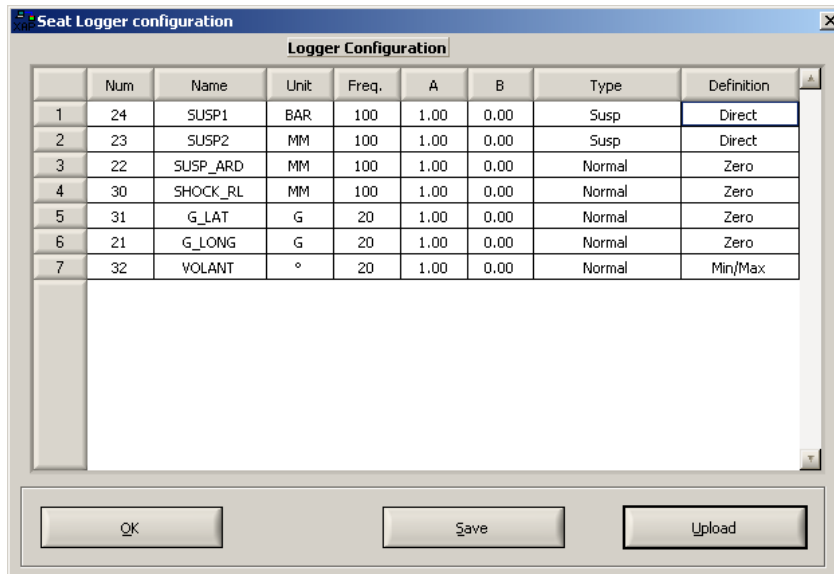 Seat Logger configuration
Logger Configuration
Num Name Unit Freq. A B Type Definition
1 24 SUSP1 BAR 100 1.00 0.00 Susp Direct
2 23 SUSP2 MM 100 1.00 0.00 Susp Direct
3 22 SUSP_ARD MM 100 1.00 0.00 Normal Zero
4 30 SHOCK_RL MM 100 1.00 0.00 Normal Zero
5 31 G_LAT G 20 1.00 0.00 Normal Zero
6 21 G_LONG G 20 1.00 0.00 Normal Zero
7 32 VOLANT ° 20 1.00 0.00 Normal Min/Max
OK Save Upload